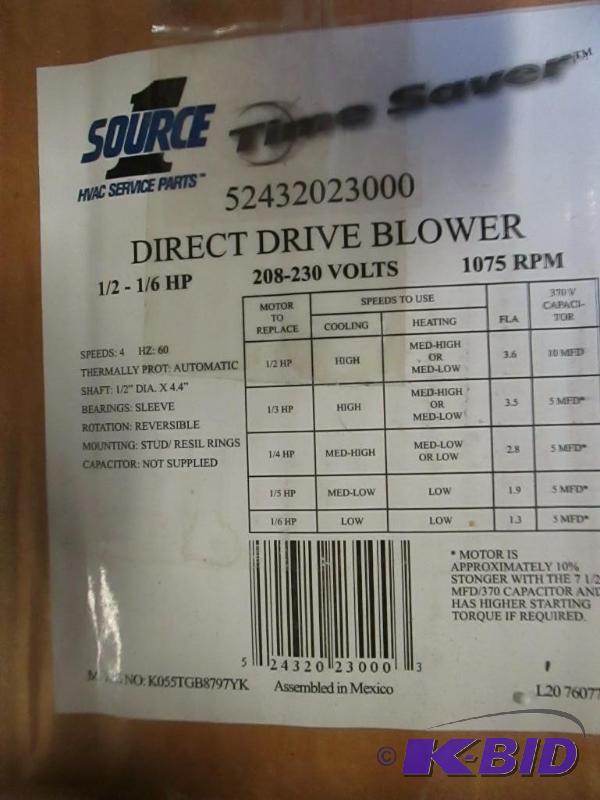 SOURCE 1
HVAC SERVICE PARTS™
Time Saver™
52432023000
DIRECT DRIVE BLOWER
1/2 - 1/6 HP 208-230 VOLTS 1075 RPM
SPEEDS: 4 HZ: 60
THERMALLY PROT: AUTOMATIC
SHAFT: 1/2" DIA. X 4.4"
BEARINGS: SLEEVE
ROTATION: REVERSIBLE
MOUNTING: STUD/ RESIL RINGS
CAPACITOR: NOT SUPPLIED
MOTOR
TO
REPLACE
SPEEDS TO USE
COOLING HEATING
FLA
370 V
CAPACI-
TOR
1/2 HP HIGH MED-HIGH
OR
MED-LOW 3.6 10 MFD
1/3 HP HIGH MED-HIGH
OR
MED-LOW 3.5 5 MFD*
1/4 HP MED-HIGH MED-LOW
OR LOW 2.8 5 MFD*
1/5 HP MED-LOW LOW 1.9 5 MFD*
1/6 HP LOW LOW 1.3 5 MFD*
* MOTOR IS
APPROXIMATELY 10%
STONGER WITH THE 7 1/2
MFD/370 CAPACITOR AND
HAS HIGHER STARTING
TORQUE IF REQUIRED.
5 24320 23000 3
NO: K055TGB8797YK Assembled in Mexico
L20 76077
© K-BID